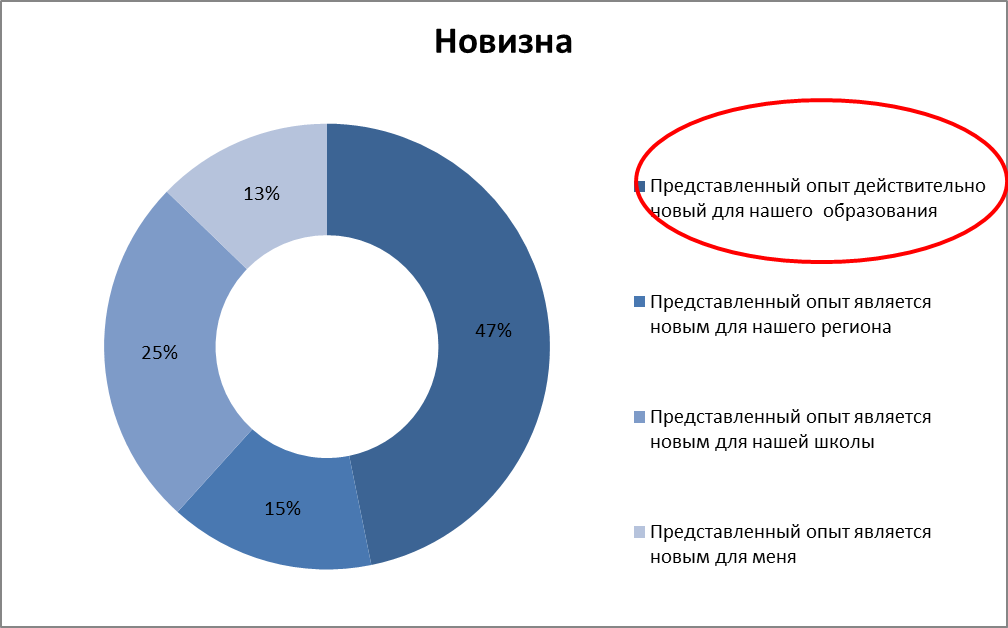 Новизна
13%
47%
25%
15%
Представленный опыт действительно
новый для нашего  образования
Представленный опыт является
новым для нашего региона
Представленный опыт является
новым для нашей школы
Представленный опыт является
новым для меня